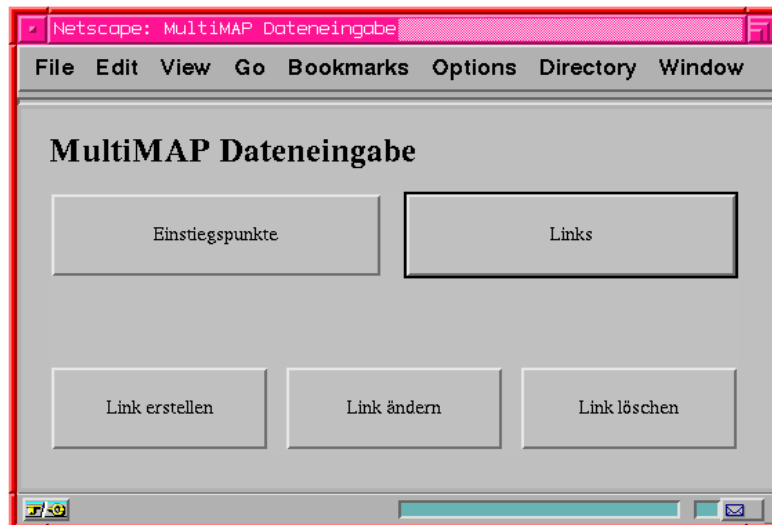 Netscape: MultiMAP Dateneingabe
File Edit View Go Bookmarks Options Directory Window
MultiMAP Dateneingabe
Einstiegspunkte Links
Link erstellen Link ändern Link löschen